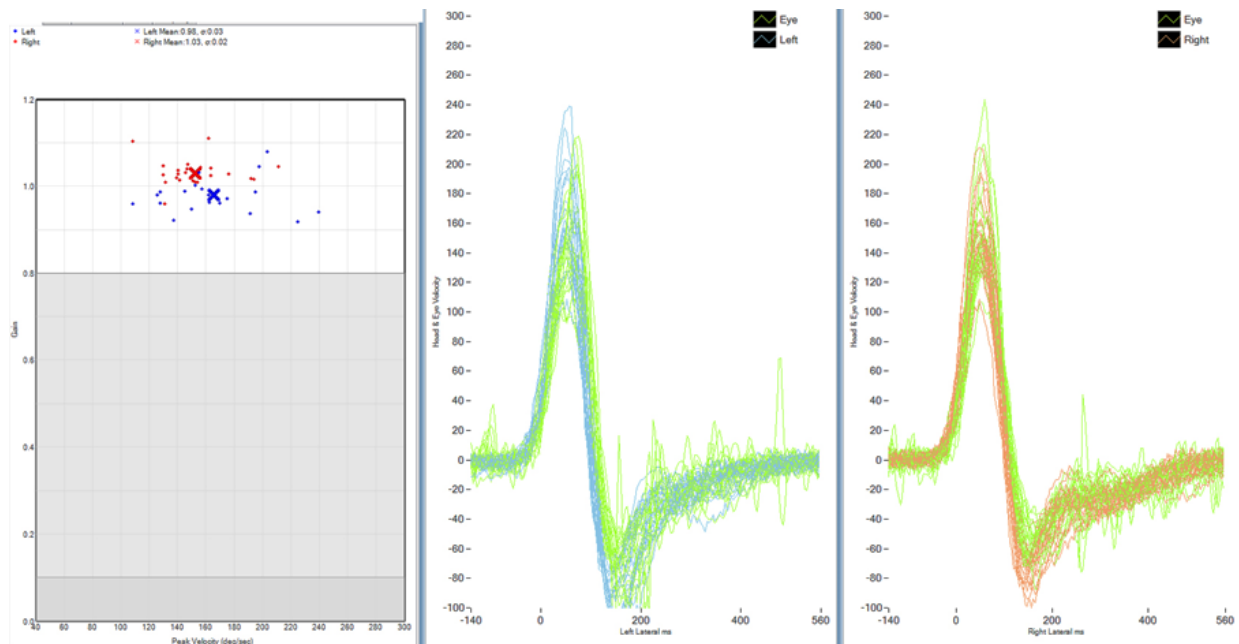 Left
Right
Left Mean:0.98, σ:0.03
Right Mean:1.03, σ:0.02
1.2
1.0
0.8
0.6
0.4
0.2
0.0
Gain
40 60 80 100 120 140 160 180 200 220 240 260 280 300
Peak Velocity (deg/sec)
Eye
Left
300
280
260
240
220
200
180
160
140
120
100
80
60
40
20
0
-20
-40
-60
-80
-100
Head & Eye Velocity
-140 0 200 400 560
Left Lateral ms
Eye
Right
300
280
260
240
220
200
180
160
140
120
100
80
60
40
20
0
-20
-40
-60
-80
-100
Head & Eye Velocity
-140 0 200 400 560
Right Lateral ms